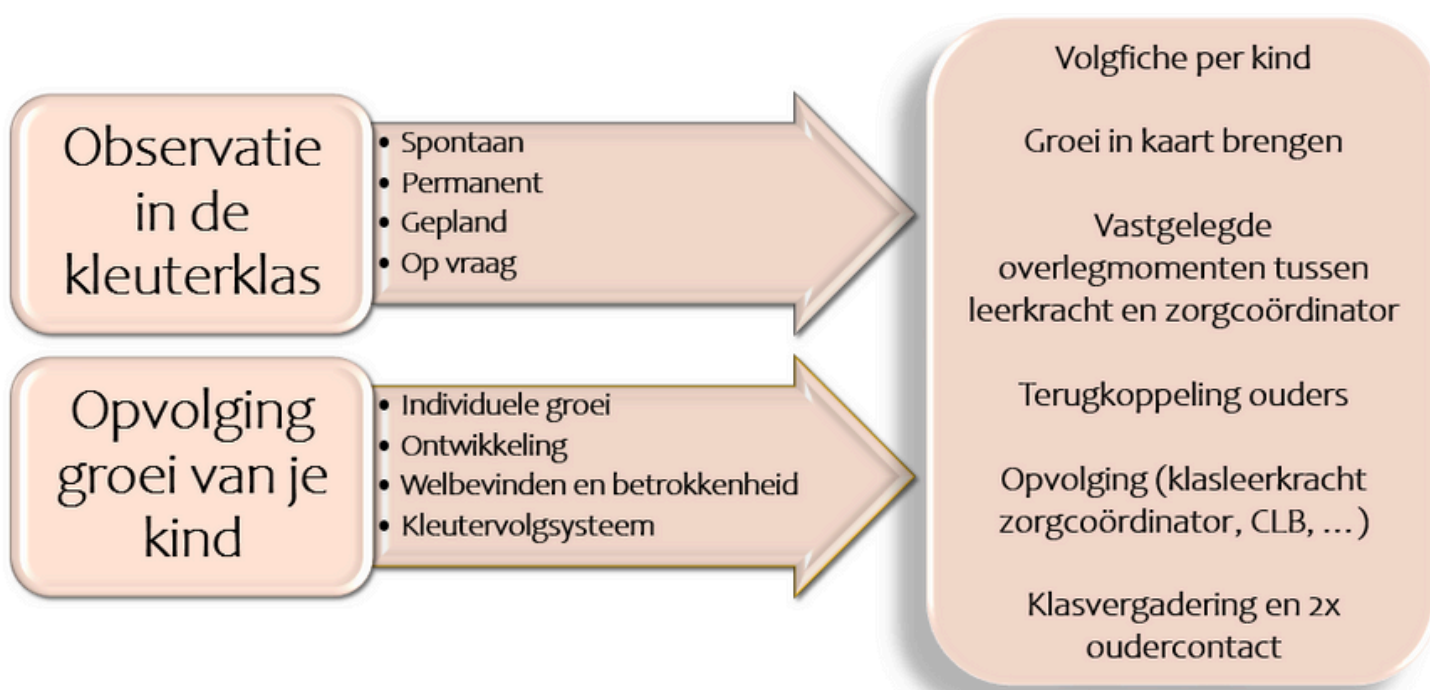 Observatie
in de
kleuterklas
• Spontaan
• Permanent
• Gepland
• Op vraag
Opvolging
groei van je
kind
• Individuele groei
• Ontwikkeling
• Welbevinden en betrokkenheid
• Kleutervolgsysteem
Volgfiche per kind
Groei in kaart brengen
Vastgelegde
overlegmomenten tussen
leerkracht en zorgcoördinator
Terugkoppeling ouders
Opvolging (klasleerkracht
zorgcoördinator, CLB, ...)
Klasvergadering en 2x
oudercontact